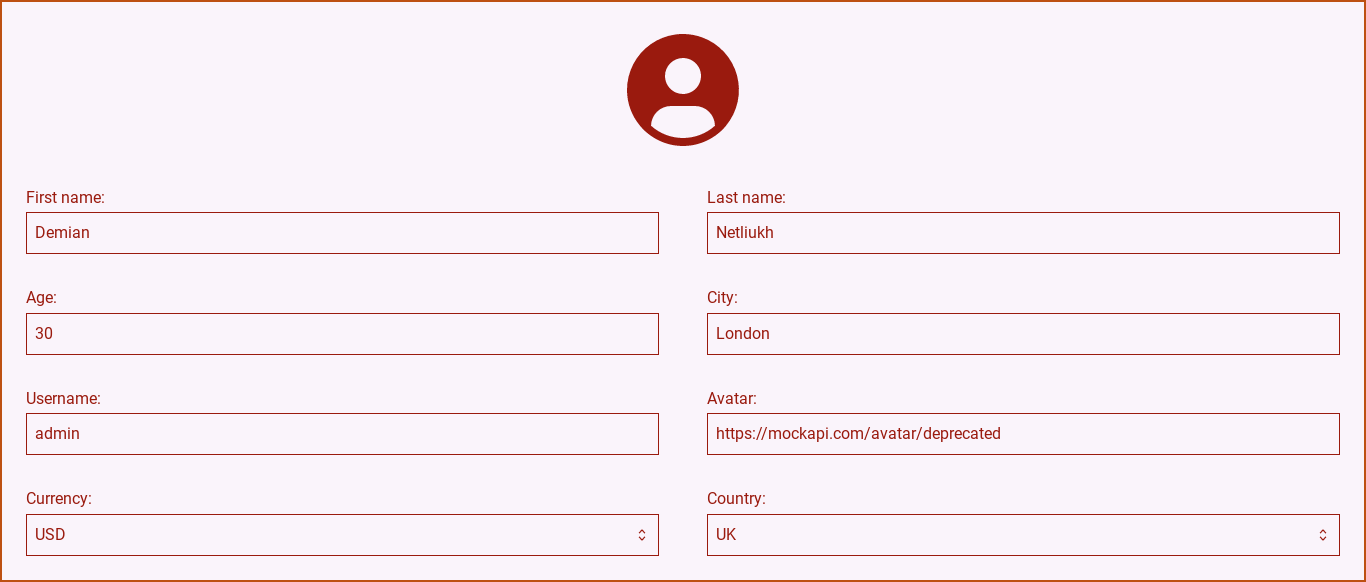 First name:
Last name:
Demian
Netliukh
Age:
City:
30
London
Username:
Avatar:
admin
https://mockapi.com/avatar/deprecated
Currency:
Country:
USD
UK